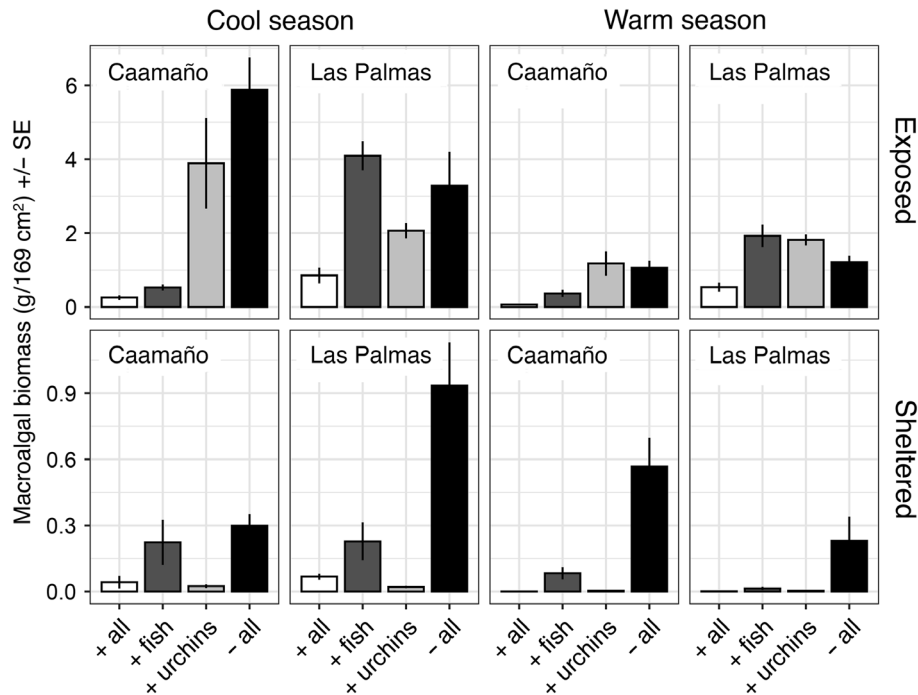 Cool season
Warm season
Caamaño
Las Palmas
Caamaño
Las Palmas
Exposed
6
4
2
0
Macroalgal biomass (g/169 cm²) +/− SE
Caamaño
Las Palmas
Caamaño
Las Palmas
Sheltered
0.9
0.6
0.3
0.0
+ all
+ fish
+ urchins
− all
+ all
+ fish
+ urchins
− all
+ all
+ fish
+ urchins
− all
+ all
+ fish
+ urchins
− all